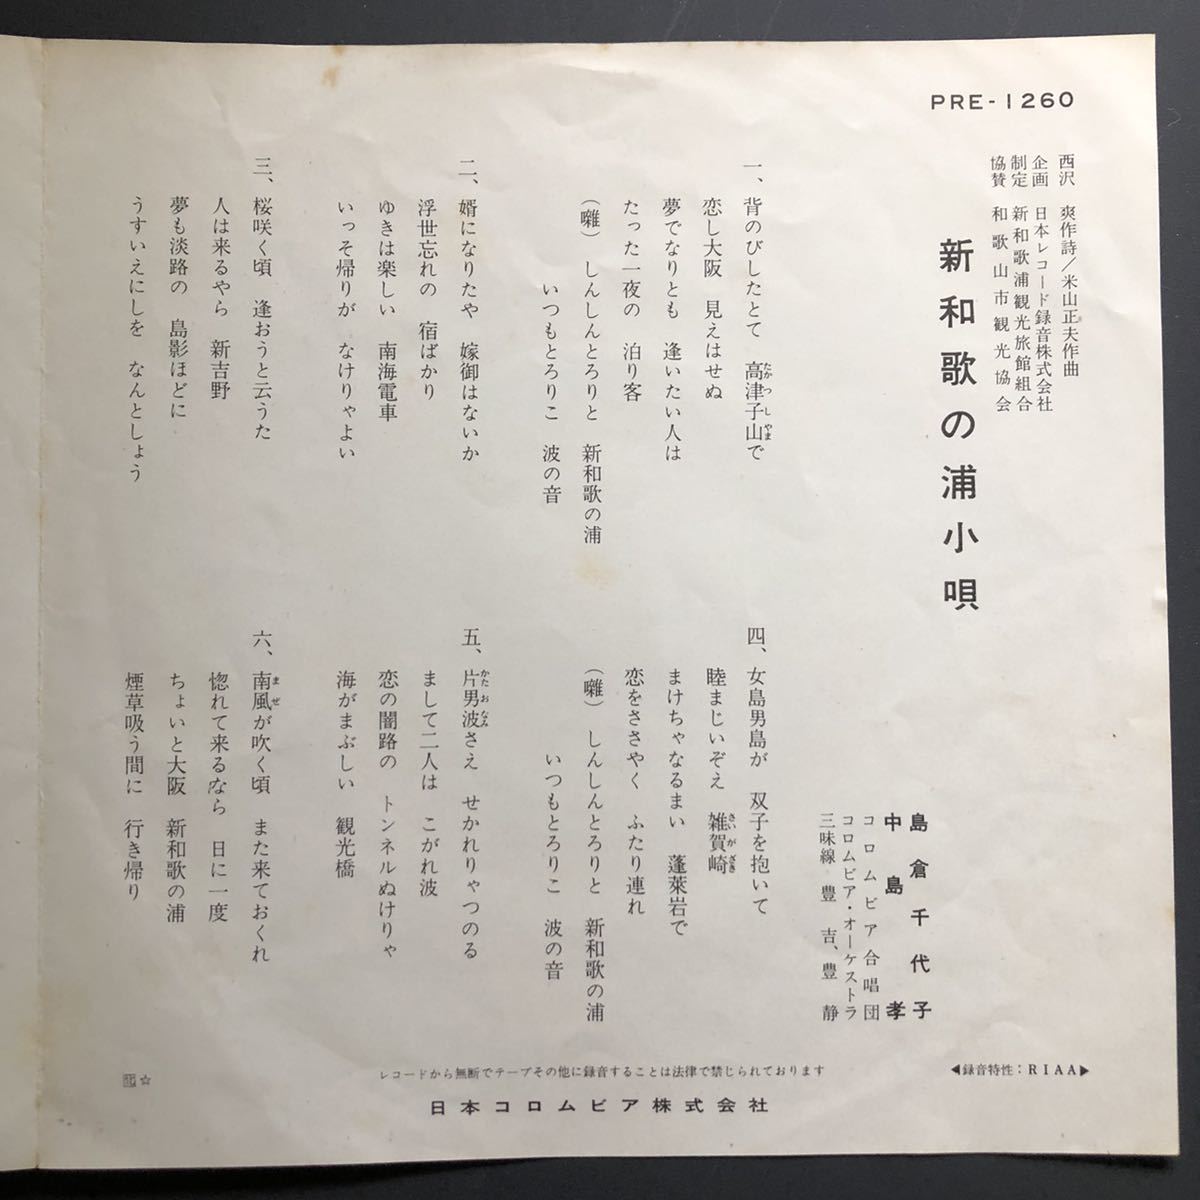 PRE-1260
西沢　爽作詩／米山正夫作曲
企画　日本レコード録音株式会社
制定　新和歌浦観光旅館組合
協賛　和歌山市観光協会
新和歌の浦小唄
島倉千代子
中島　孝
コロムビア合唱団
コロムビア・オーケストラ
三味線　豊吉、豊静
一、背のびしたとて　高津子山で
たかつしやま
恋し大阪　見えはせぬ
夢でなりとも　逢いたい人は
たった一夜の　泊り客
（囃）しんしんとろりと　新和歌の浦
いつもとろりこ　波の音
二、婿になりたや　嫁御はないか
浮世忘れの　宿ばかり
ゆきは楽しい　南海電車
いっそ帰りが　なけりゃよい
三、桜咲く頃　逢おうと云うた
人は来るやら　新吉野
夢も淡路の　島影ほどに
うすいえにしを　なんとしょう
四、女島男島が　双子を抱いて
睦まじいぞえ　雑賀崎
さいがざき
まけちゃなるまい　蓬萊岩で
恋をささやく　ふたり連れ
（囃）しんしんとろりと　新和歌の浦
いつもとろりこ　波の音
五、片男波さえ　せかれりゃつのる
かたおなみ
まして二人は　こがれ波
恋の闇路の　トンネルぬけりゃ
海がまぶしい　観光橋
六、南風が吹く頃　また来ておくれ
まぜ
惚れて来るなら　日に一度
ちょいと大阪　新和歌の浦
煙草吸う間に　行き帰り
レコードから無断でテープその他に録音することは法律で禁じられております
◀録音特性：RIAA▶
日本コロムビア株式会社
☆